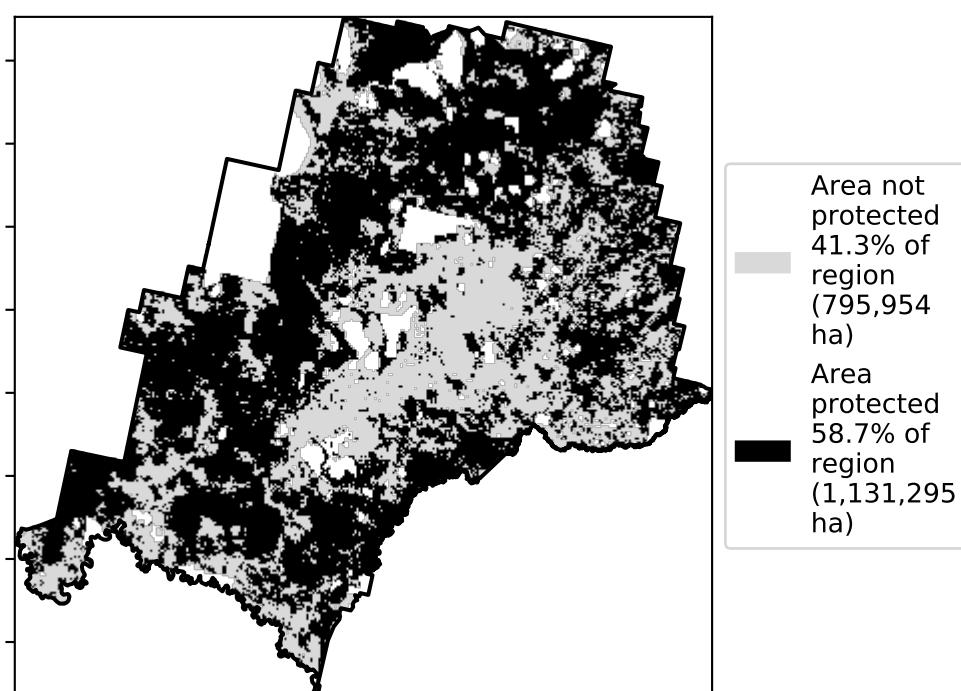 Area not
protected
41.3% of
region
(795,954
ha)
Area
protected
58.7% of
region
(1,131,295
ha)